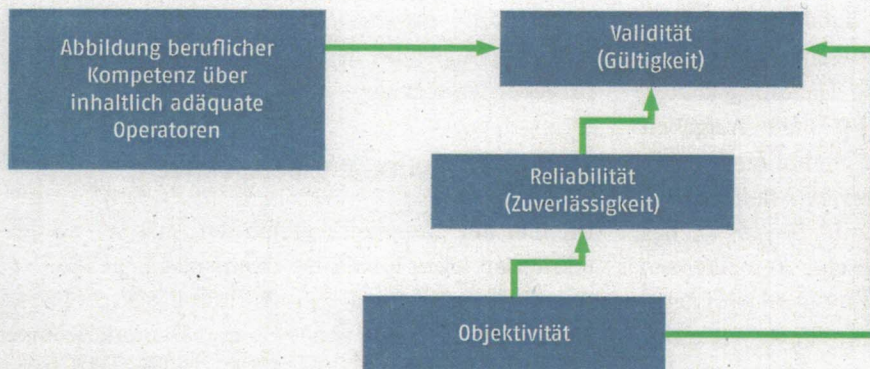 Abbildung beruflicher
Kompetenz über
inhaltlich adäquate
Operatoren
Validität
(Gültigkeit)
Reliabilität
(Zuverlässigkeit)
Objektivität